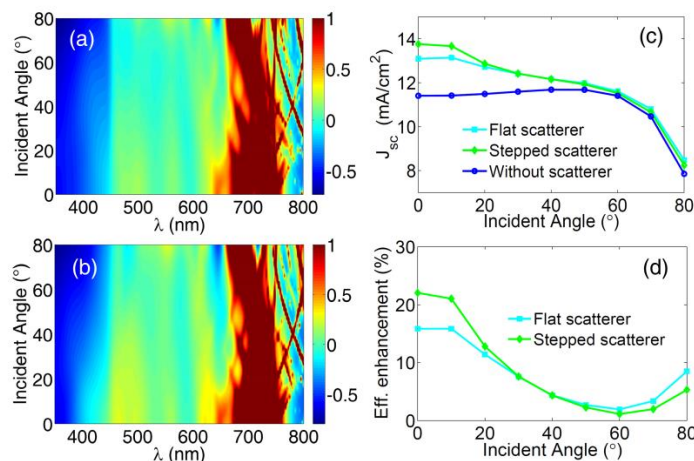 (a)
Incident Angle (°)
80
60
40
20
0
400 500 600 700 800
λ (nm)
1
0.5
0
-0.5
(b)
Incident Angle (°)
80
60
40
20
0
400 500 600 700 800
λ (nm)
1
0.5
0
-0.5
(c)
J_sc (mA/cm²)
14
12
10
8
Flat scatterer
Stepped scatterer
Without scatterer
0 20 40 60 80
Incident Angle (°)
(d)
Eff. enhancement (%)
30
20
10
0
Flat scatterer
Stepped scatterer
0 20 40 60 80
Incident Angle (°)